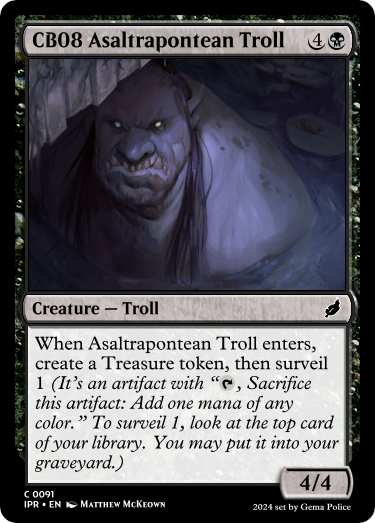 CB08 Asaltrapontean Troll 4
Creature — Troll
When Asaltrapontean Troll enters,
create a Treasure token, then surveil
1 (It's an artifact with “, Sacrifice
this artifact: Add one mana of any
color.” To surveil 1, look at the top card
of your library. You may put it into your
graveyard.)
4/4
C 0091
IPR • EN Matthew McKeown
2024 set by Gema Police